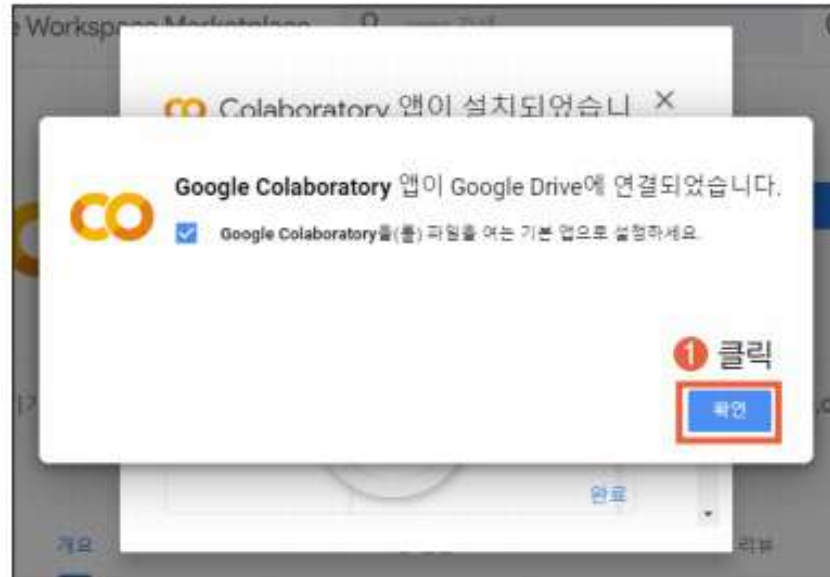 Workspace Marketplace
Colaboratory 앱이 설치되었습니
Google Colaboratory 앱이 Google Drive에 연결되었습니다.
Google Colaboratory을(를) 파일을 여는 기본 앱으로 설정하세요.
1 클릭
확인
완료
개요
리뷰